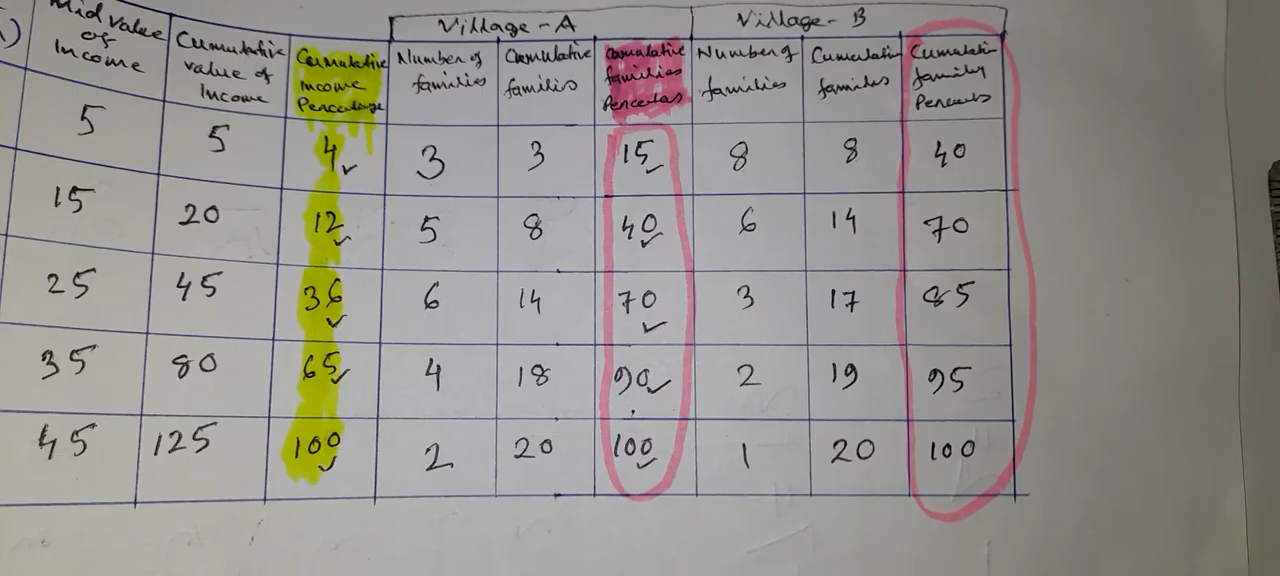 Village - A Village - B
Mid Value of Income Cumulative value of Income Cumulative Income Percentage Number of families Cumulative families Cumulative families Percentas Number of families Cumulative families Cumulativ family Percents
5 5 4 3 3 15 8 8 40
15 20 12 5 8 40 6 14 70
25 45 36 6 14 70 3 17 85
35 80 65 4 18 90 2 19 95
45 125 100 2 20 100 1 20 100